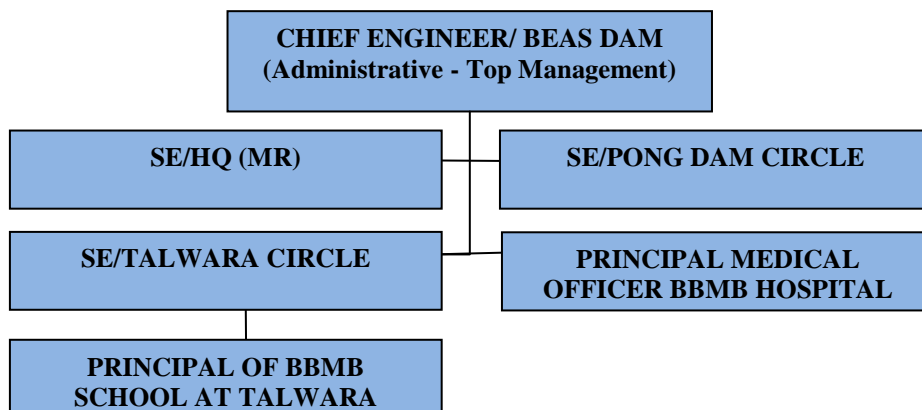 CHIEF ENGINEER/ BEAS DAM
(Administrative - Top Management)
SE/HQ (MR)
SE/PONG DAM CIRCLE
SE/TALWARA CIRCLE
PRINCIPAL MEDICAL
OFFICER BBMB HOSPITAL
PRINCIPAL OF BBMB
SCHOOL AT TALWARA